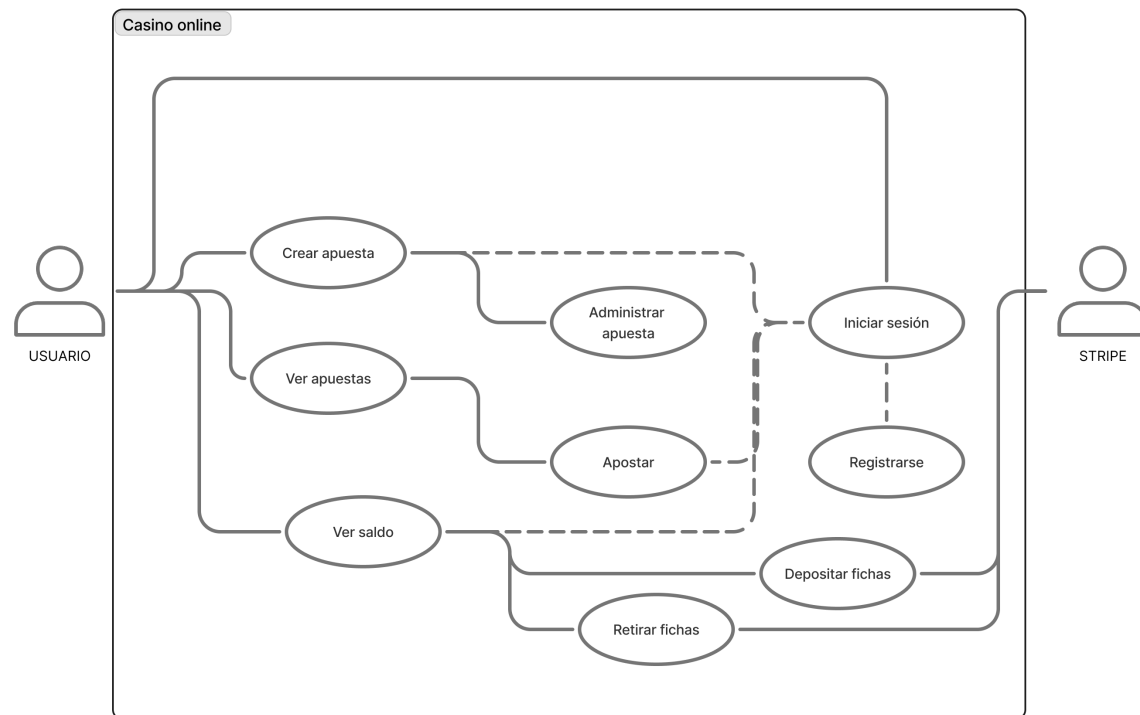 Casino online
Crear apuesta
Administrar
apuesta
Iniciar sesión
USUARIO
STRIPE
Ver apuestas
Apostar
Registrarse
Ver saldo
Depositar fichas
Retirar fichas